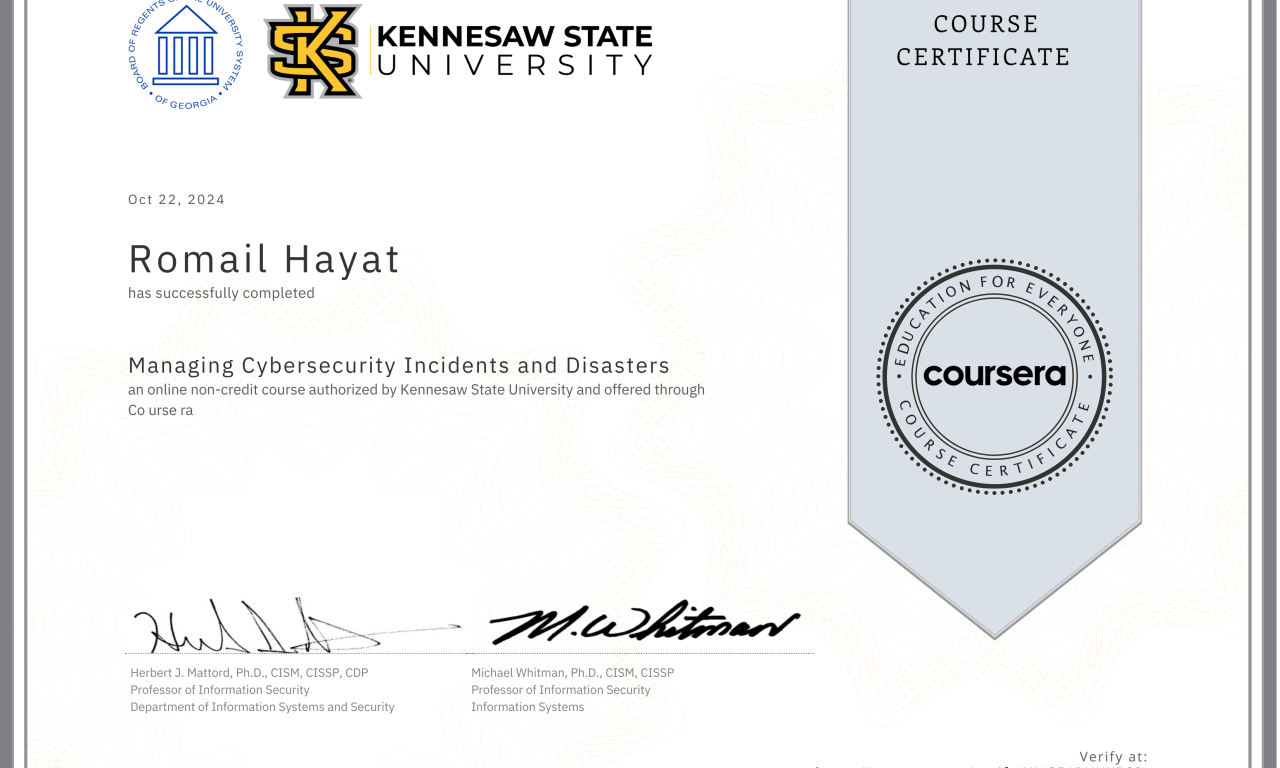 BOARD OF REGENTS OF THE UNIVERSITY SYSTEM
• OF GEORGIA •
KENNESAW STATE
UNIVERSITY
COURSE
CERTIFICATE
Oct 22, 2024
Romail Hayat
has successfully completed
Managing Cybersecurity Incidents and Disasters
an online non-credit course authorized by Kennesaw State University and offered through
Co urse ra
• EDUCATION FOR EVERYONE •
coursera
COURSE CERTIFICATE
M. Whitman
Herbert J. Mattord, Ph.D., CISM, CISSP, CDP
Professor of Information Security
Department of Information Systems and Security
Michael Whitman, Ph.D., CISM, CISSP
Professor of Information Security
Information Systems
Verify at: